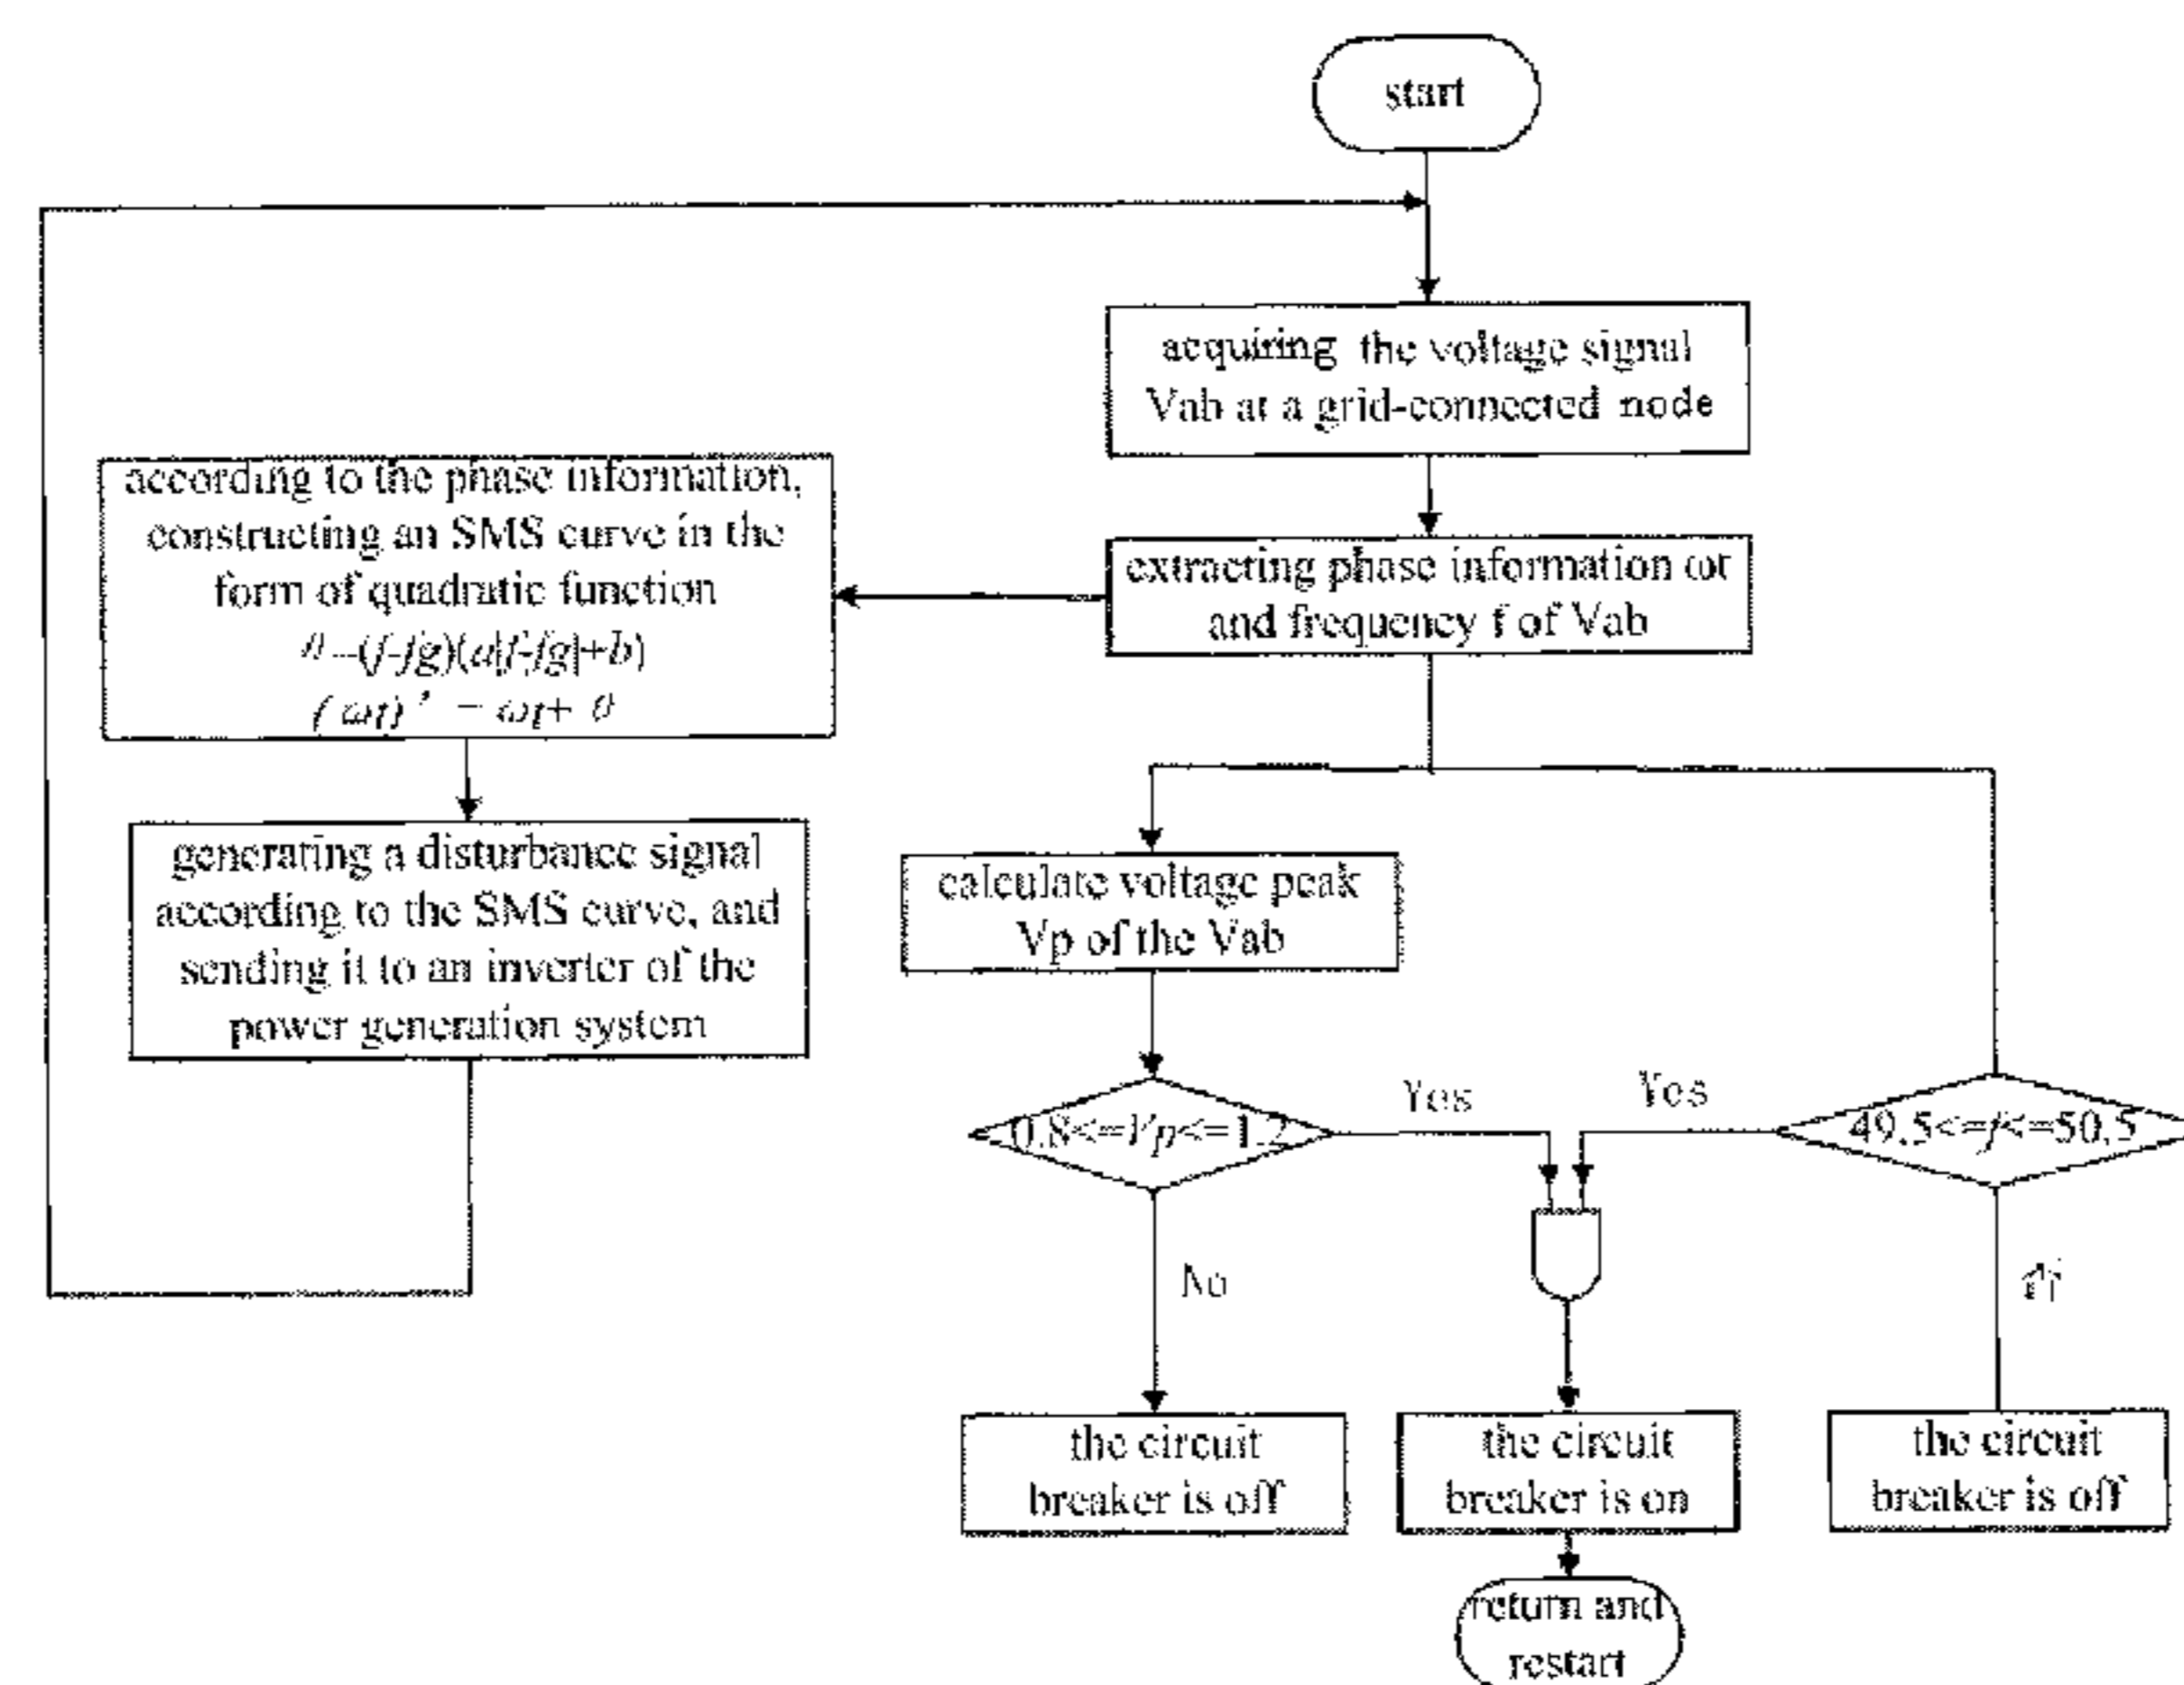 start
acquiring the voltage signal
Vab at a grid-connected node
extracting phase information ωt
and frequency f of Vab
according to the phase information,
constructing an SMS curve in the
form of quadratic function
(f-fg)(a|f-fg|+b)
(ωt)' = ωt+ θ
generating a disturbance signal
according to the SMS curve, and
sending it to an inverter of the
power generation system
calculate voltage peak
Vp of the Vab
0.8<=Vp<=1.2
Yes
Yes
49.5<=f<=50.5
No
the circuit
breaker is off
the circuit
breaker is on
the circuit
breaker is off
return and
restart